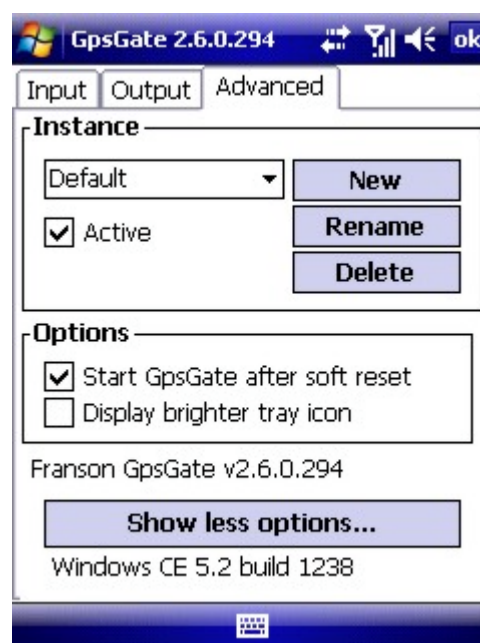 GpsGate 2.6.0.294 ok
Input Output Advanced
Instance
Default New
Active Rename
Delete
Options
Start GpsGate after soft reset
Display brighter tray icon
Franson GpsGate v2.6.0.294
Show less options...
Windows CE 5.2 build 1238